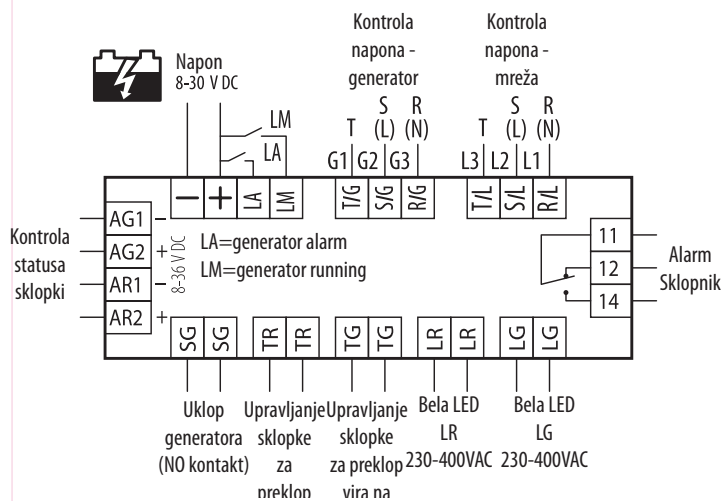 Napon
8-30 V DC
LM
LA
Kontrola
napona -
generator
Kontrola
napona -
mreža
S R
T (L) (N)
G1 G2 G3
S R
T (L) (N)
L3 L2 L1
— + LA LM
T/G S/G R/G
T/L S/L R/L
Kontrola
statusa
sklopki
AG1 -
AG2 +
AR1 -
AR2 +
8-36 V DC
LA=generator alarm
LM=generator running
11
12
14
Alarm
Sklopnik
SG SG TR TR TG TG LR LR LG LG
Uklop
generatora
(NO kontakt)
Upravljanje
sklopke
za
preklop
Upravljanje
sklopke
za preklop
vira na
Bela LED
LR
230-400VAC
Bela LED
LG
230-400VAC